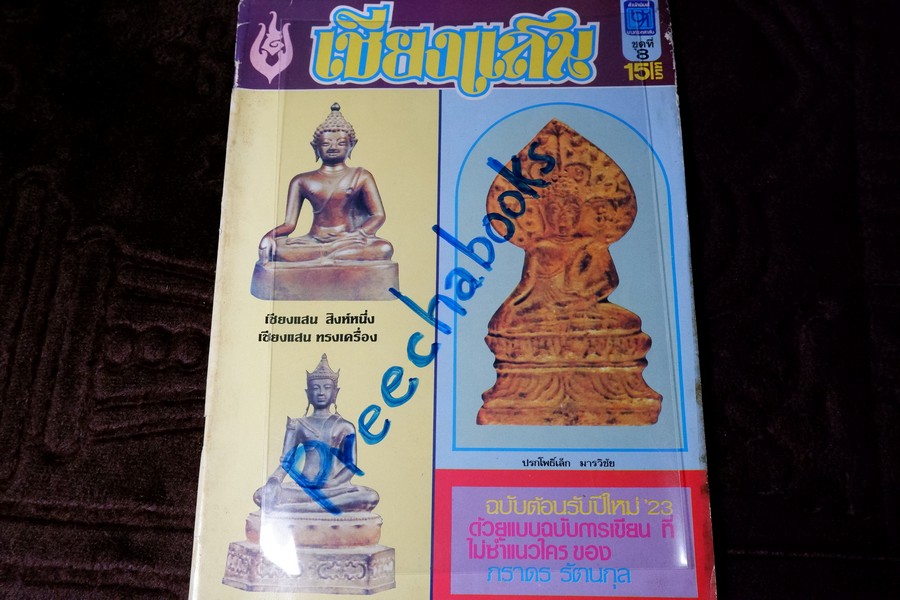 เชียงแสน
ชุดที่
8
15 บาท
เชียงแสน สิงห์หนึ่ง
เชียงแสน ทรงเครื่อง
Preechabooks
ปรกโพธิ์เล็ก มารวิชัย
ฉบับต้อนรับปีใหม่ '23
ด้วยแบบฉบับการเขียน ที่
ไม่ซ้ำแนวใคร ของ
กราดร รัตนกุล